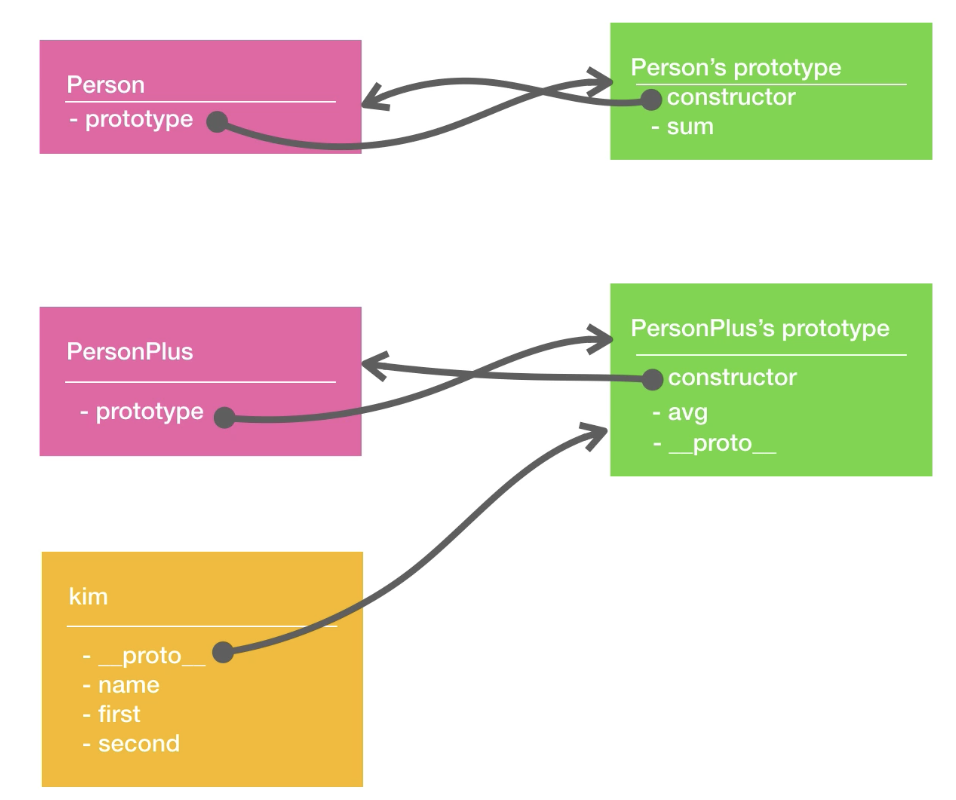 Person
- prototype
Person’s prototype
constructor
- sum
PersonPlus
- prototype
PersonPlus’s prototype
constructor
- avg
- __proto__
kim
- __proto__
- name
- first
- second